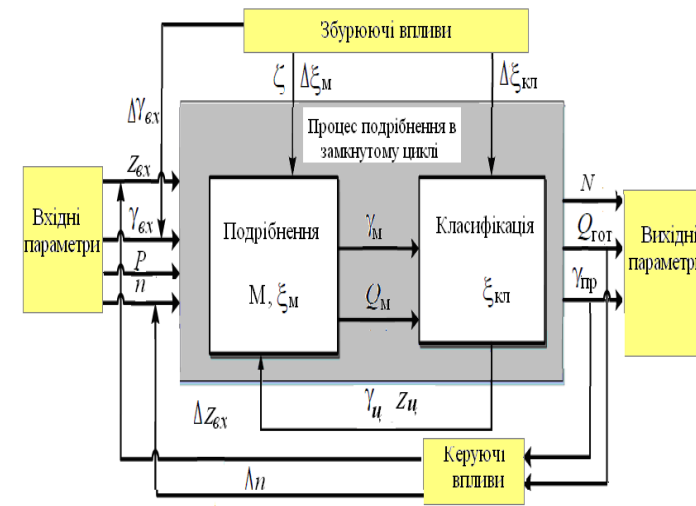 Збурюючі впливи
ζ Δξм
Δξкл
Δγвх
Процес подрібнення в
замкнутому циклі
Zвх
N
Вхідні
параметри
γвх
Подрібнення
γм
Класифікація
Qгот
Вихідні
параметри
P
n
М, ξм
Qм
ξкл
γпр
ΔZвх
γц Zц
Керуючі
впливи
Δn